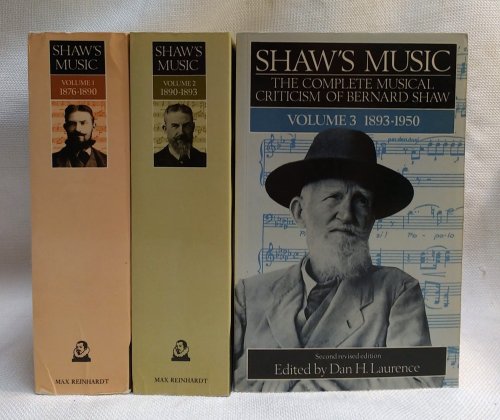 SHAW'S
MUSIC
VOLUME 1
1876-1890
MAX REINHARDT
SHAW'S
MUSIC
VOLUME 2
1890-1893
MAX REINHARDT
SHAW'S MUSIC
THE COMPLETE MUSICAL
CRITICISM OF BERNARD SHAW
VOLUME 3 1893-1950
Second revised edition
Edited by Dan H. Laurence